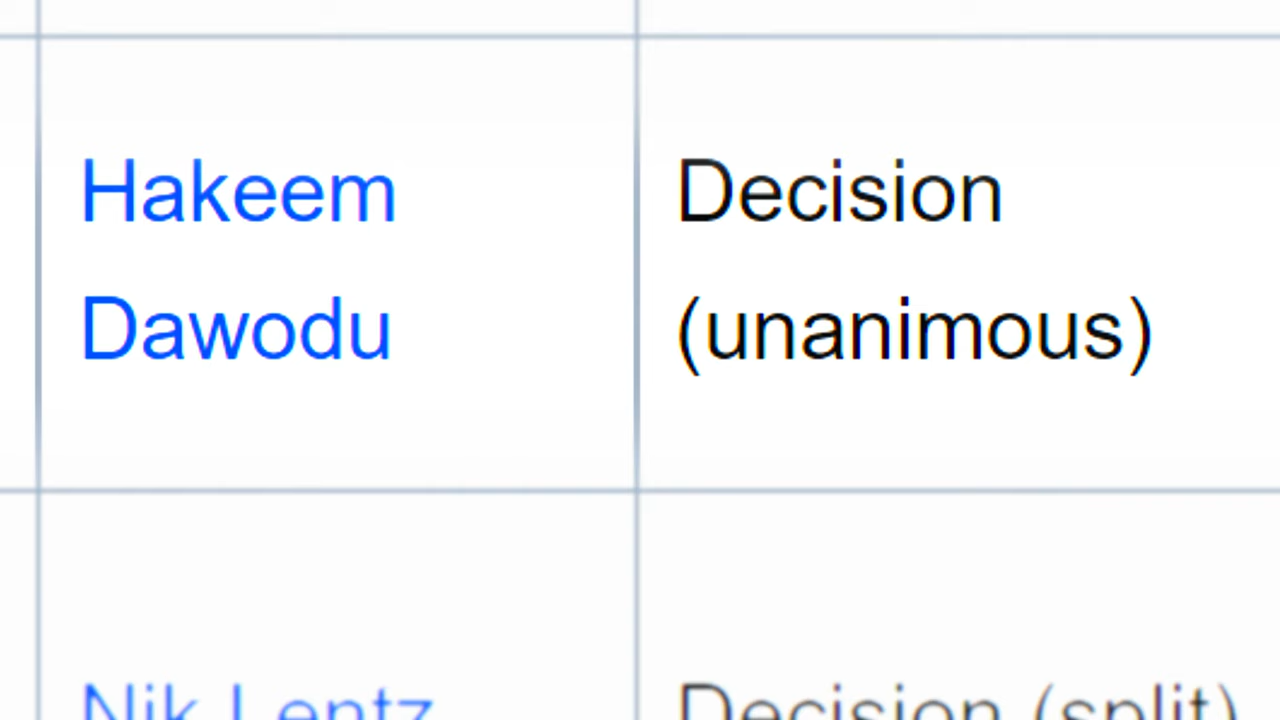 Hakeem
Dawodu
Decision
(unanimous)
Nik Lentz
Decision (split)